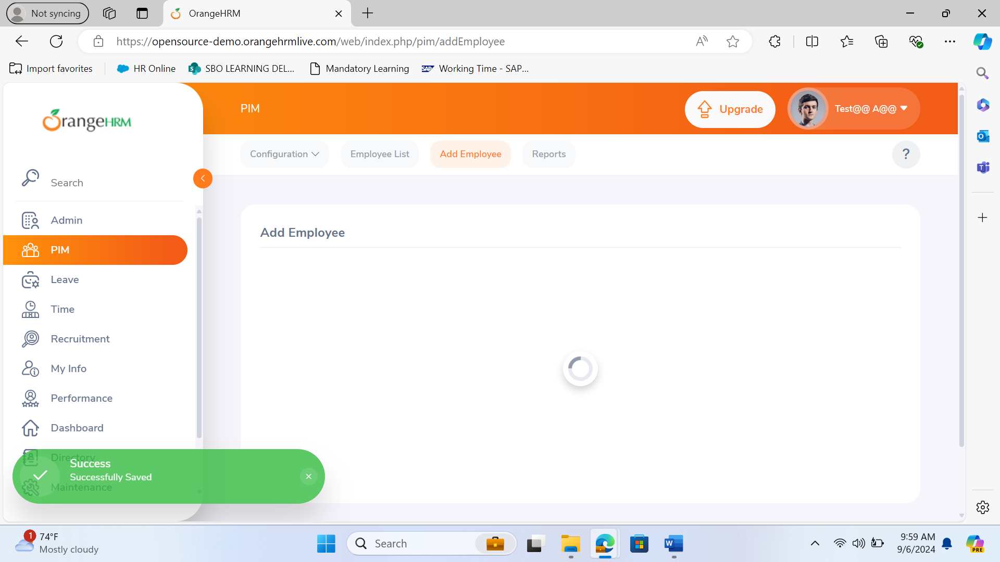 Not syncing
OrangeHRM
https://opensource-demo.orangehrmlive.com/web/index.php/pim/addEmployee
Import favorites
HR Online
SBO LEARNING DEL...
Mandatory Learning
SAP Working Time - SAP...
OrangeHRM
PIM
Upgrade
Test@@ A@@
Configuration
Employee List
Add Employee
Reports
?
Search
Admin
PIM
Leave
Time
Recruitment
My Info
Performance
Dashboard
Directory
Maintenance
Add Employee
Success
Successfully Saved
1
74°F
Mostly cloudy
Search
9:59 AM
9/6/2024
PRE